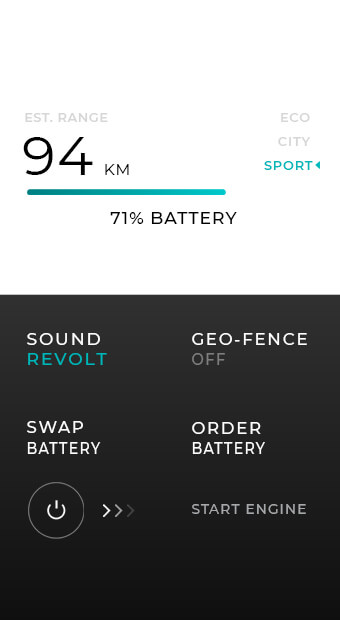 EST. RANGE
94 KM
ECO
CITY
SPORT
71% BATTERY
SOUND
REVOLT
GEO-FENCE
OFF
SWAP
BATTERY
ORDER
BATTERY
START ENGINE